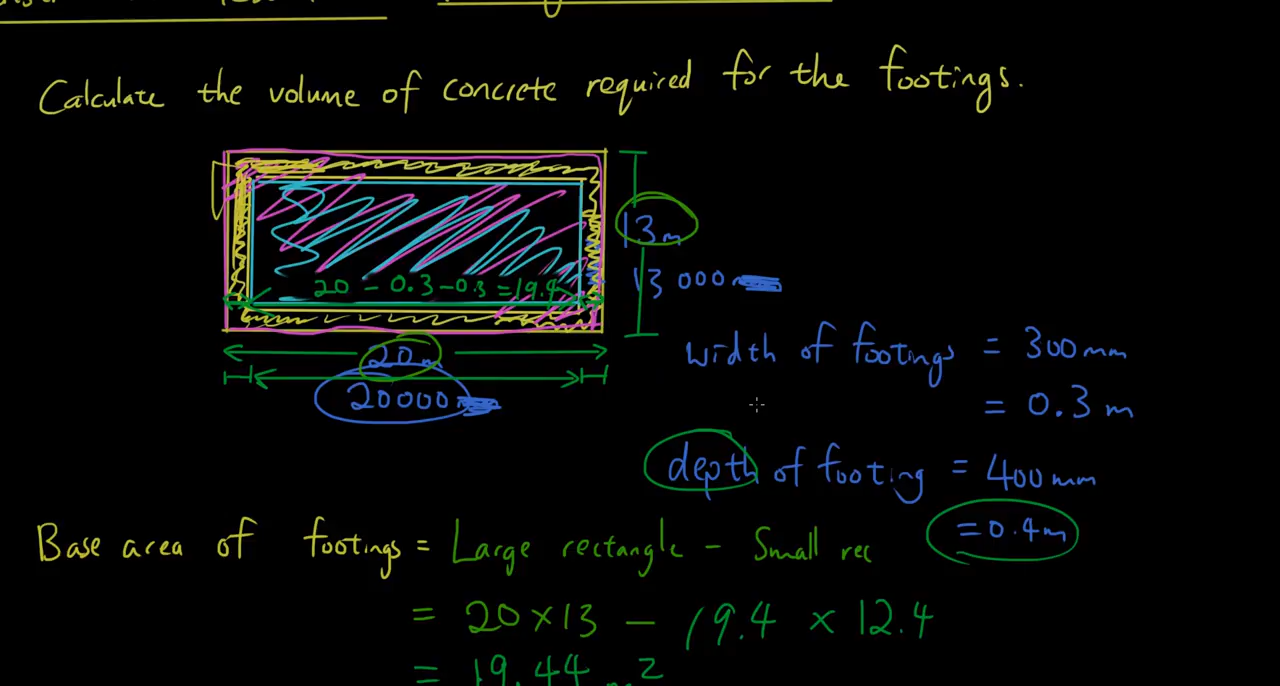 Calculate the volume of concrete required for the footings.
13m
13 000
20 - 0.3 - 0.3 = 19.4
20m
20000
width of footings = 300mm
= 0.3 m
depth of footing = 400mm
= 0.4m
Base area of footings = Large rectangle - Small rec
= 20 x 13 - 19.4 x 12.4
= 19.44 m2